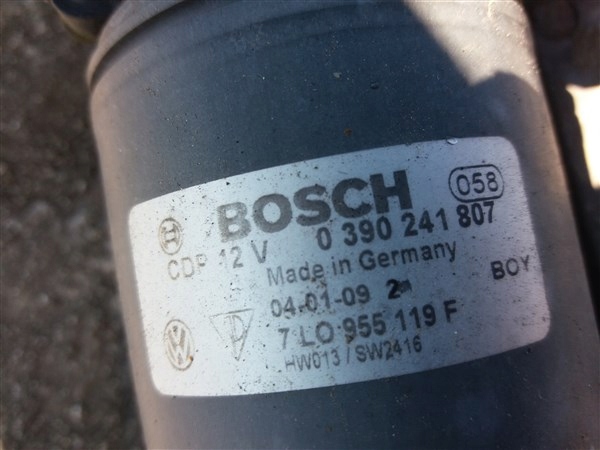 BOSCH 058
CDP 12 V 0 390 241 807
Made in Germany
04-01-09 2 BOY
7 L0 955 119 F
HW013 / SW2416